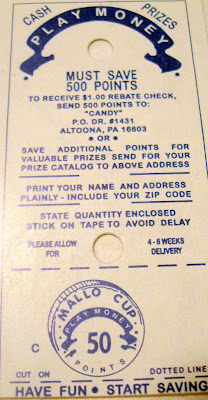 CASH PRIZES
PLAY MONEY
MUST SAVE
500 POINTS
TO RECEIVE $1.00 REBATE CHECK,
SEND 500 POINTS TO:
"CANDY"
P.O. DR. #1431
ALTOONA, PA 16603
• OR •
SAVE ADDITIONAL POINTS FOR
VALUABLE PRIZES SEND FOR YOUR
PRIZE CATALOG TO ABOVE ADDRESS
PRINT YOUR NAME AND ADDRESS
PLAINLY - INCLUDE YOUR ZIP CODE
STATE QUANTITY ENCLOSED
STICK ON TAPE TO AVOID DELAY
PLEASE ALLOW 4-6 WEEKS
FOR DELIVERY
MALLO CUP
PLAY MONEY
C 50
POINTS
CUT ON DOTTED LINE
HAVE FUN • START SAVING